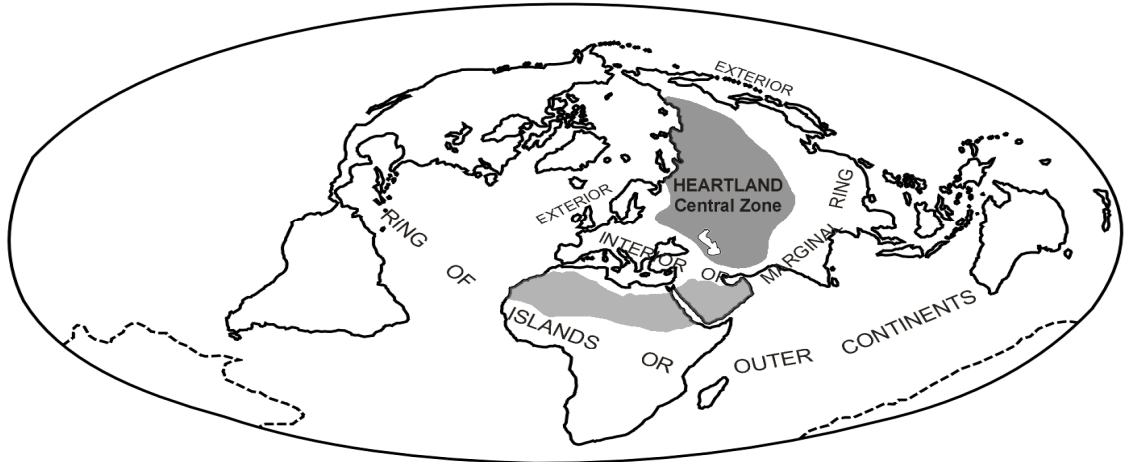 EXTERIOR
HEARTLAND
Central Zone
EXTERIOR
INTERIOR OR MARGINAL RING
RING OF ISLANDS OR OUTER CONTINENTS